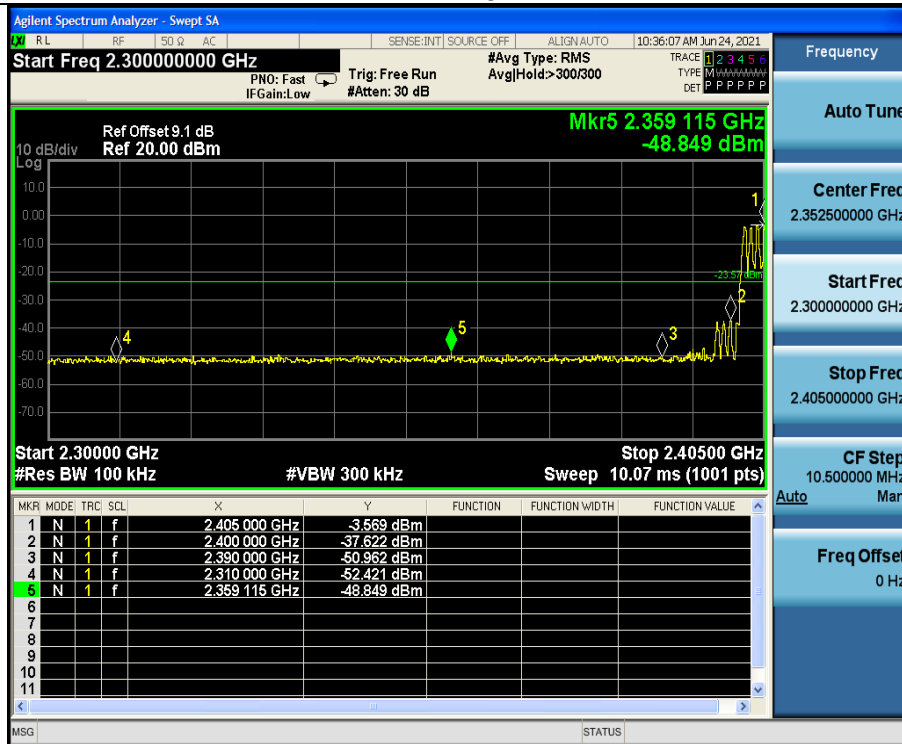 Agilent Spectrum Analyzer - Swept SA
LXI RL RF 50 Ω AC SENSE:INT SOURCE OFF ALIGN AUTO 10:36:07 AM Jun 24, 2021
Start Freq 2.300000000 GHz
PNO: Fast
IFGain:Low
Trig: Free Run
#Atten: 30 dB
#Avg Type: RMS
Avg|Hold:>300/300
TRACE 1 2 3 4 5 6
TYPE M WWWWW
DET P P P P P P
Ref Offset 9.1 dB
Ref 20.00 dBm
10 dB/div
Log
Mkr5 2.359 115 GHz
-48.849 dBm
10.0
0.00
-10.0
-20.0
-30.0
-40.0
-50.0
-60.0
-70.0
1
-23.57 dBm
2
3
4
5
Start 2.30000 GHz Stop 2.40500 GHz
#Res BW 100 kHz #VBW 300 kHz Sweep 10.07 ms (1001 pts)
MKR MODE TRC SCL X Y FUNCTION FUNCTION WIDTH FUNCTION VALUE
1 N 1 f 2.405 000 GHz -3.569 dBm
2 N 1 f 2.400 000 GHz -37.622 dBm
3 N 1 f 2.390 000 GHz -50.962 dBm
4 N 1 f 2.310 000 GHz -52.421 dBm
5 N 1 f 2.359 115 GHz -48.849 dBm
6
7
8
9
10
11
MSG STATUS
Frequency
Auto Tune
Center Freq
2.352500000 GHz
Start Freq
2.300000000 GHz
Stop Freq
2.405000000 GHz
CF Step
10.500000 MHz
Auto Man
Freq Offset
0 Hz